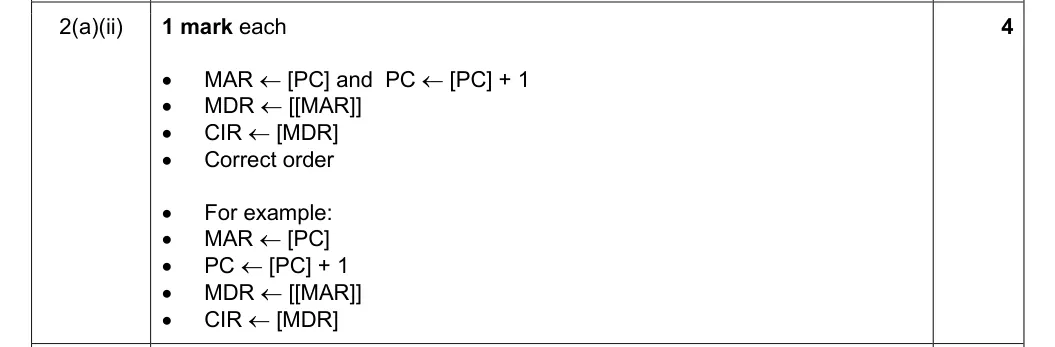 2(a)(ii) 1 mark each 4
• MAR ← [PC] and PC ← [PC] + 1
• MDR ← [[MAR]]
• CIR ← [MDR]
• Correct order
• For example:
• MAR ← [PC]
• PC ← [PC] + 1
• MDR ← [[MAR]]
• CIR ← [MDR]